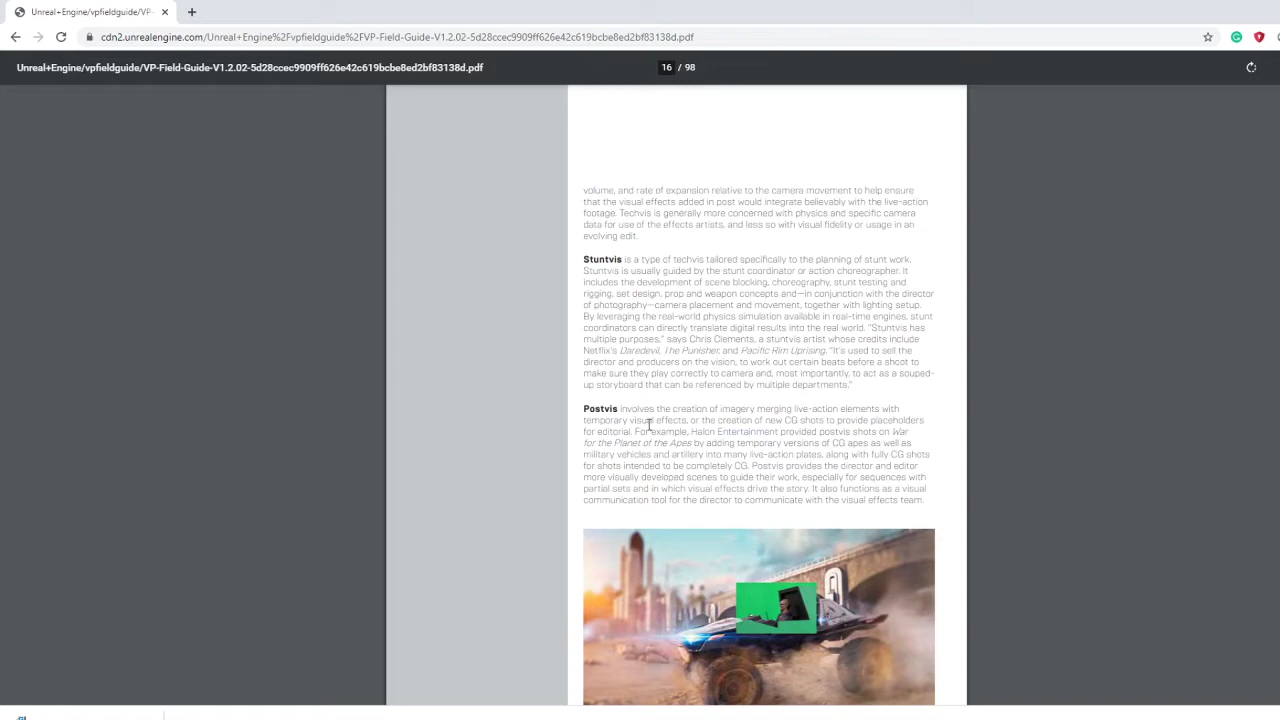 Unreal+Engine/vpfieldguide/VP-
cdn2.unrealengine.com/Unreal+Engine%2Fvpfieldguide%2FVP-Field-Guide-V1.2.02-5d28ccec9909ff626e42c619bcbe8ed2bf83138d.pdf
Unreal+Engine/vpfieldguide/VP-Field-Guide-V1.2.02-5d28ccec9909ff626e42c619bcbe8ed2bf83138d.pdf
16 / 98
volume, and rate of expansion relative to the camera movement to help ensure
that the visual effects added in post would integrate believably with the live-action
footage. Techvis is generally more concerned with physics and specific camera
data for use of the effects artists, and less so with visual fidelity or usage in an
evolving edit.
Stuntvis is a type of techvis tailored specifically to the planning of stunt work.
Stuntvis is usually guided by the stunt coordinator or action choreographer. It
includes the development of scene blocking, choreography, stunt testing and
rigging, set design, prop and weapon concepts and—in conjunction with the director
of photography—camera placement and movement, together with lighting setup.
By leveraging the real-world physics simulation available in real-time engines, stunt
coordinators can directly translate digital results into the real world. "Stuntvis has
multiple purposes," says Chris Clements, a stuntvis artist whose credits include
Netflix's Daredevil, The Punisher, and Pacific Rim Uprising. "It's used to sell the
director and producers on the vision, to work out certain beats before a shoot to
make sure they play correctly to camera and, most importantly, to act as a souped-
up storyboard that can be referenced by multiple departments."
Postvis involves the creation of imagery merging live-action elements with
temporary visual effects, or the creation of new CG shots to provide placeholders
for editorial. For example, Halon Entertainment provided postvis shots on War
for the Planet of the Apes by adding temporary versions of CG apes as well as
military vehicles and artillery into many live-action plates, along with fully CG shots
for shots intended to be completely CG. Postvis provides the director and editor
more visually developed scenes to guide their work, especially for sequences with
partial sets and in which visual effects drive the story. It also functions as a visual
communication tool for the director to communicate with the visual effects team.